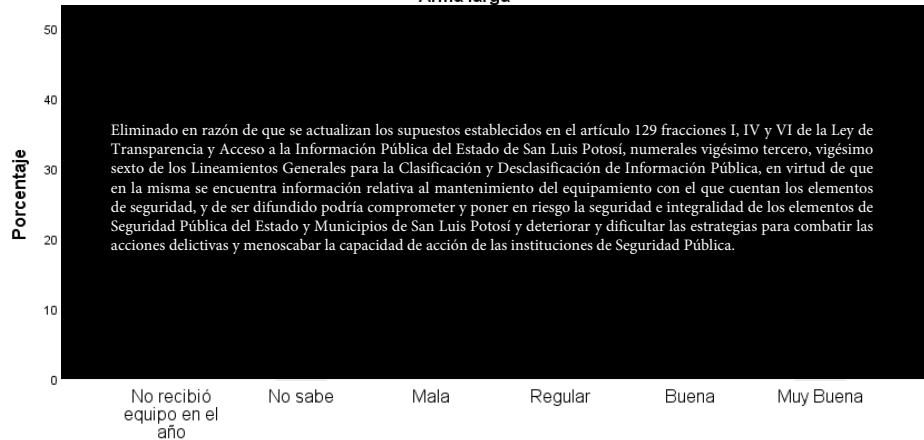 50
40
Eliminado en razón de que se actualizan los supuestos establecidos en el artículo 129 fracciones I, IV y VI de la Ley de
Transparencia y Acceso a la Información Pública del Estado de San Luis Potosí, numerales vigésimo tercero, vigésimo
sexto de los Lineamientos Generales para la Clasificación y Desclasificación de Información Pública, en virtud de que
en la misma se encuentra información relativa al mantenimiento del equipamiento con el que cuentan los elementos
de seguridad, y de ser difundido podría comprometer y poner en riesgo la seguridad e integralidad de los elementos de
Seguridad Pública del Estado y Municipios de San Luis Potosí y deteriorar y dificultar las estrategias para combatir las
acciones delictivas y menoscabar la capacidad de acción de las instituciones de Seguridad Pública.
Porcentaje
30
20
10
0
No recibió
equipo en el
año
No sabe
Mala
Regular
Buena
Muy Buena